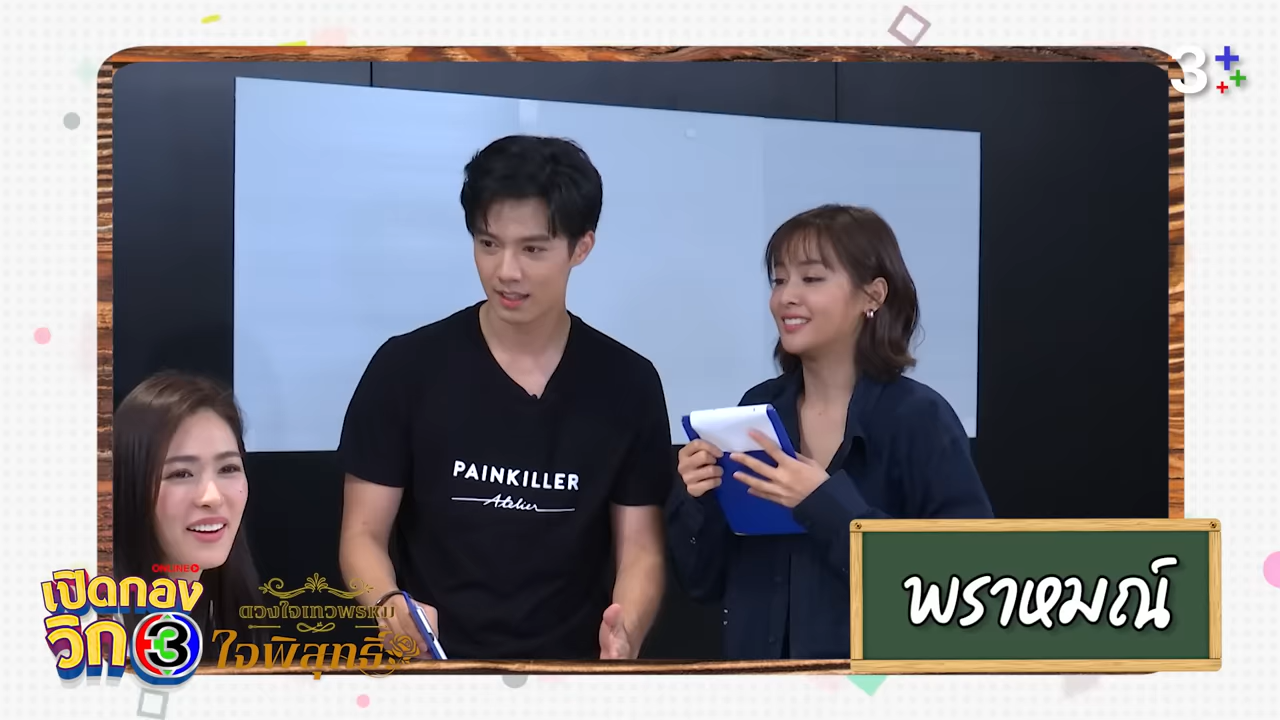 3+
PAINKILLER
Atelier
พราหมณ์
ONLINE
เปิดกอง
วิก 3
ดวงใจเทวพรหม
ใจพิสุทธิ์